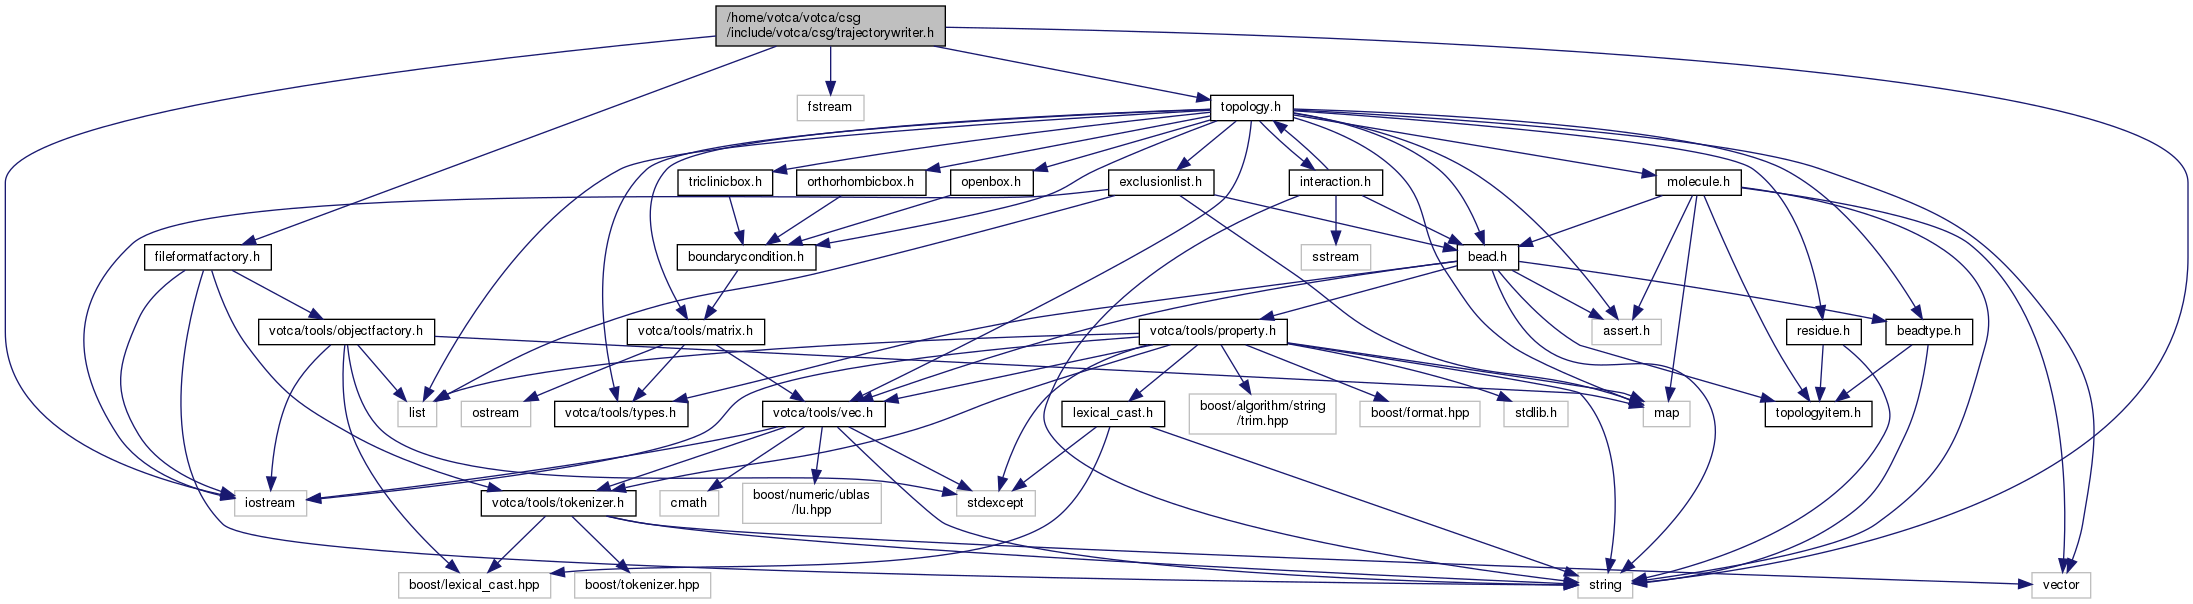 /home/votca/votca/csg
/include/votca/csg/trajectorywriter.h
fstream
topology.h
triclinicbox.h
orthorhombicbox.h
openbox.h
exclusionlist.h
interaction.h
molecule.h
fileformatfactory.h
boundarycondition.h
sstream
bead.h
votca/tools/objectfactory.h
votca/tools/matrix.h
votca/tools/property.h
assert.h
residue.h
beadtype.h
list
ostream
votca/tools/types.h
votca/tools/vec.h
lexical_cast.h
boost/algorithm/string
/trim.hpp
boost/format.hpp
stdlib.h
map
topologyitem.h
iostream
votca/tools/tokenizer.h
cmath
boost/numeric/ublas
/lu.hpp
stdexcept
boost/lexical_cast.hpp
boost/tokenizer.hpp
string
vector